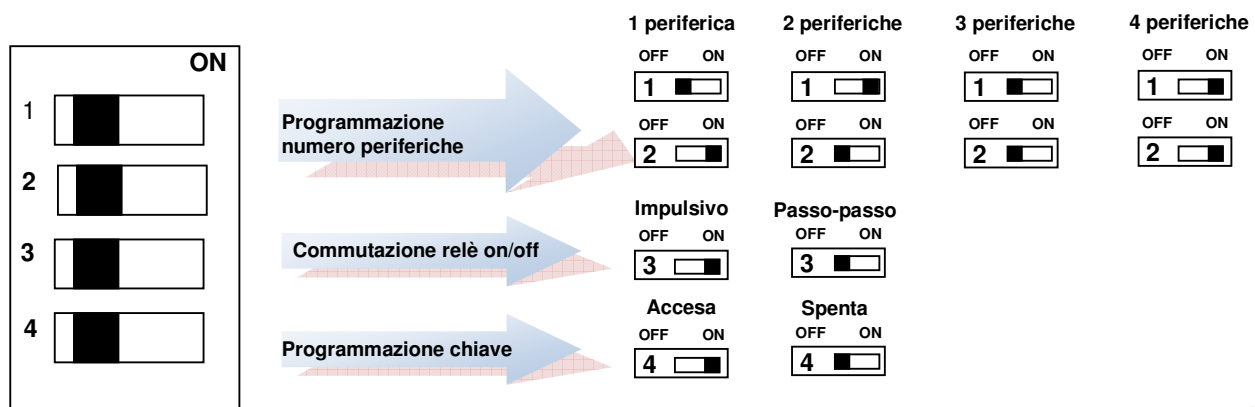 1 periferica 2 periferiche 3 periferiche 4 periferiche
ON
OFF ON OFF ON OFF ON OFF ON
1 1 1 1 1
Programmazione
numero periferiche
OFF ON OFF ON OFF ON OFF ON
2 2 2 2 2
Impulsivo Passo-passo
OFF ON OFF ON
3 Commutazione relè on/off 3 3
Accesa Spenta
OFF ON OFF ON
4 Programmazione chiave 4 4